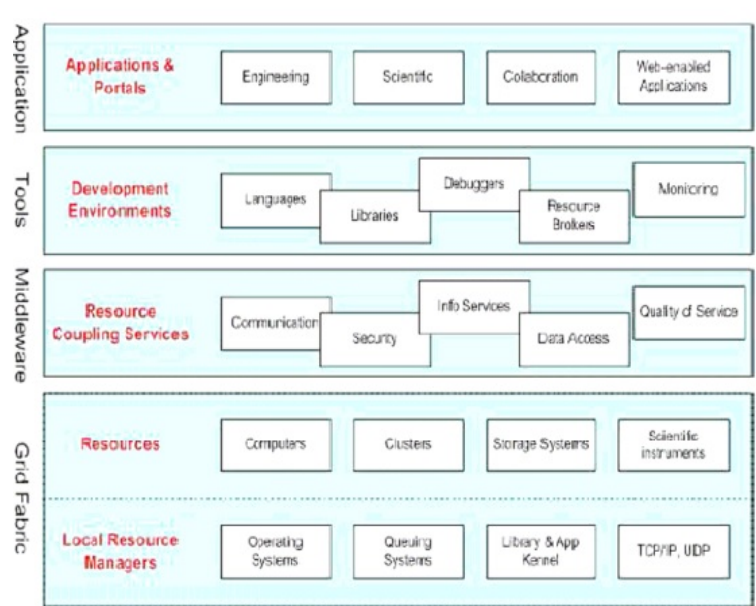 Application
Applications &
Portals
Engineering
Scientific
Collaboration
Web-enabled
Applications
Tools
Development
Environments
Languages
Libraries
Debuggers
Resource
Brokers
Monitoring
Middleware
Resource
Coupling Services
Communication
Security
Info Services
Data Access
Quality of Service
Grid Fabric
Resources
Computers
Clusters
Storage Systems
Scientific
instruments
Local Resource
Managers
Operating
Systems
Queuing
Systems
Library & App
Kernel
TCP/IP, UDP